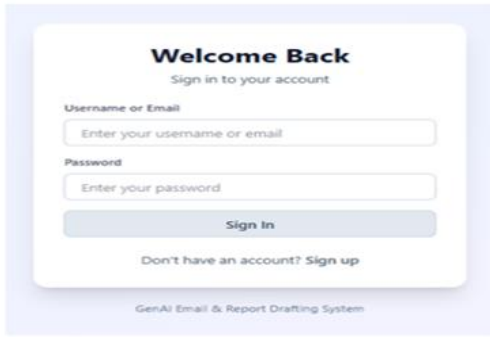 Welcome Back
Sign in to your account
Username or Email
Enter your username or email
Password
Enter your password
Sign In
Don't have an account? Sign up
GenAI Email & Report Drafting System